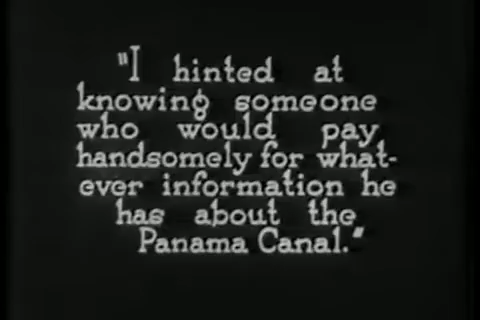 "I hinted at
knowing someone
who would pay
handsomely for what-
ever information he
has about the
Panama Canal."